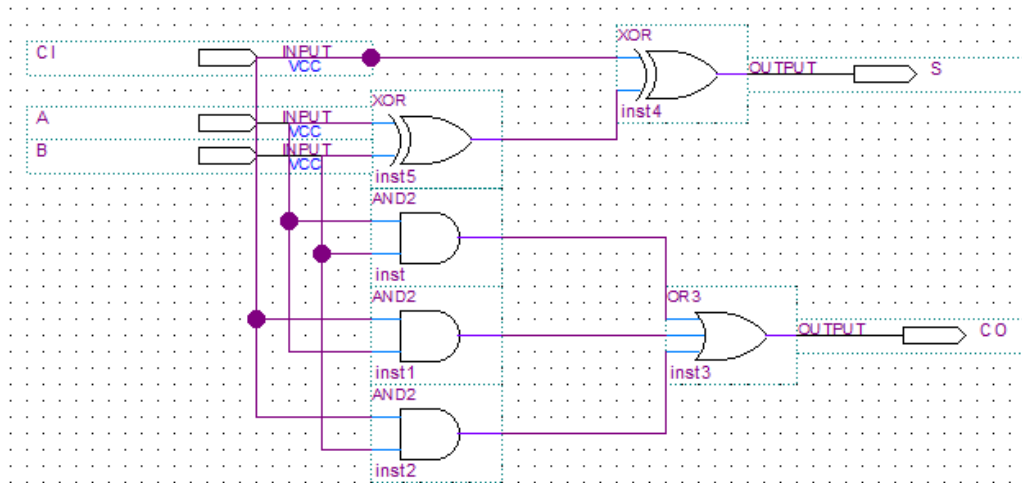 XOR
CI
INPUT
VCC
OUTPUT
S
inst4
XOR
A
INPUT
VCC
B
INPUT
VCC
inst5
AND2
inst
AND2
OR3
OUTPUT
CO
inst1
inst3
AND2
inst2